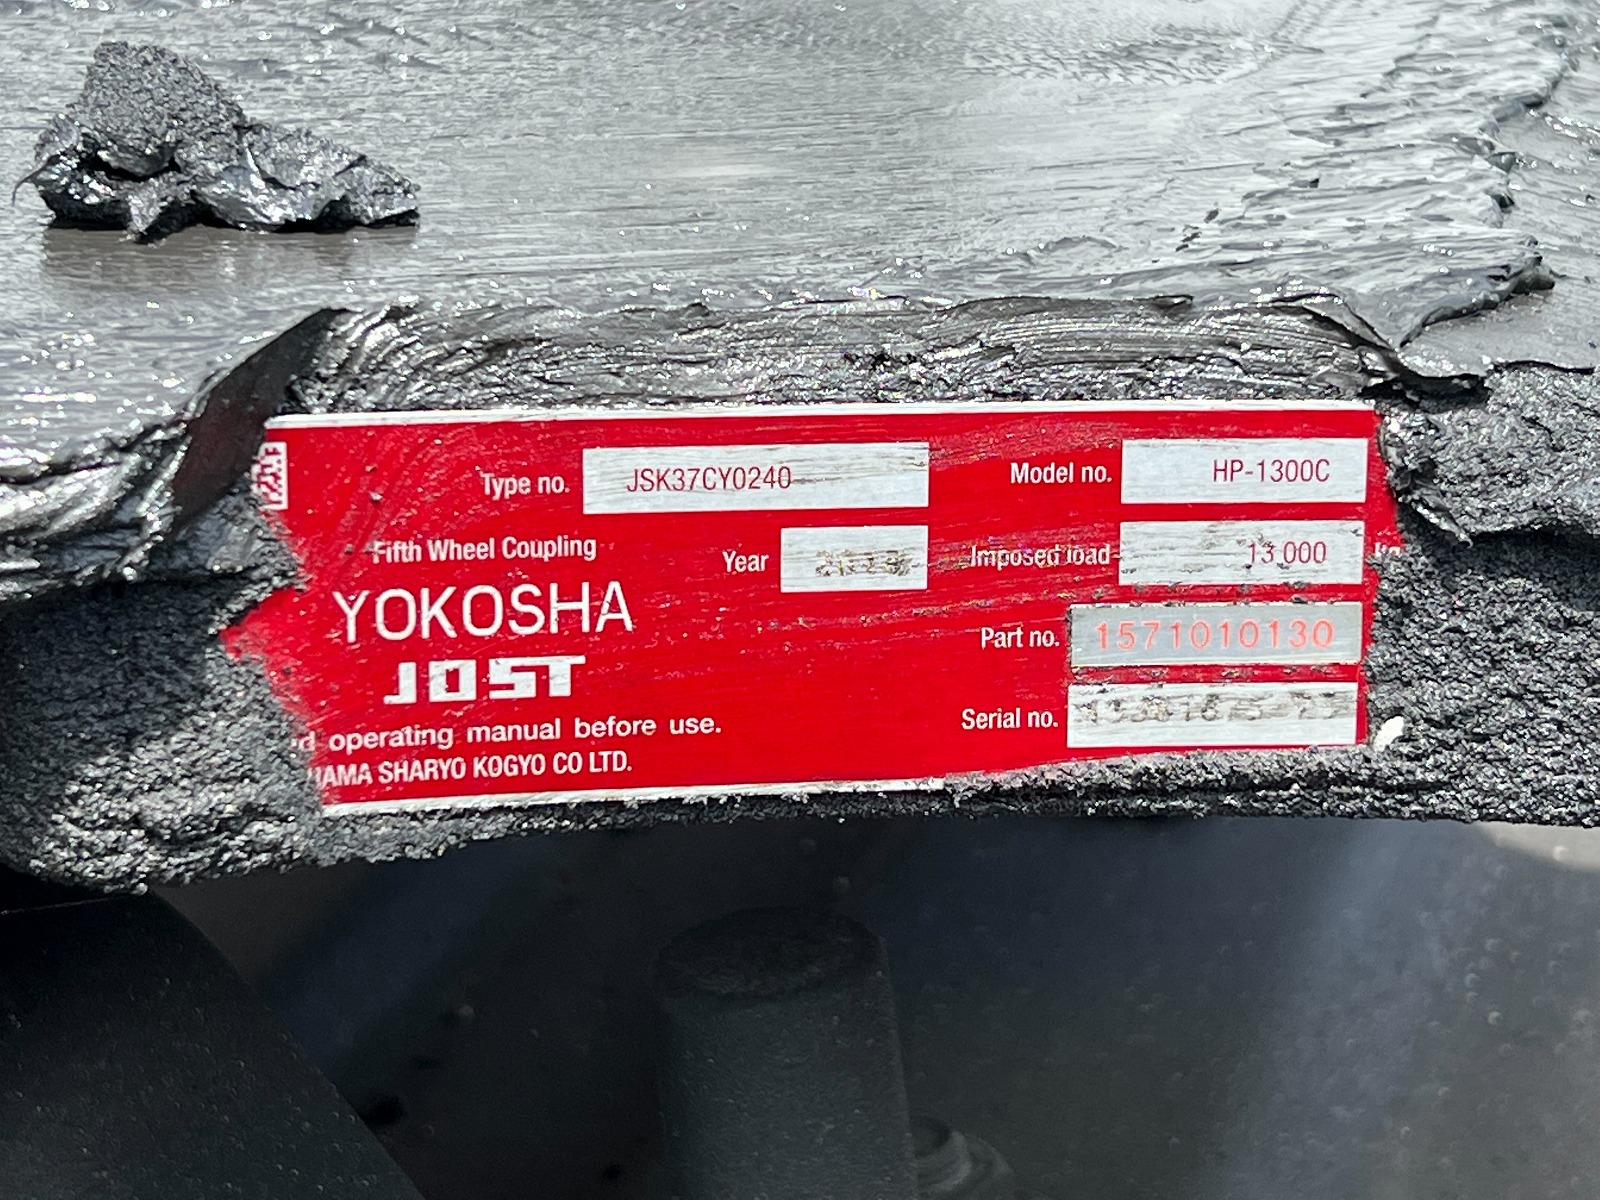 Type no. JSK37CY0240 Model no. HP-1300C
Fifth Wheel Coupling Year Imposed load 13 000
YOKOSHA Part no. 1571010130
JOST
operating manual before use. Serial no.
SHARYO KOGYO CO LTD.